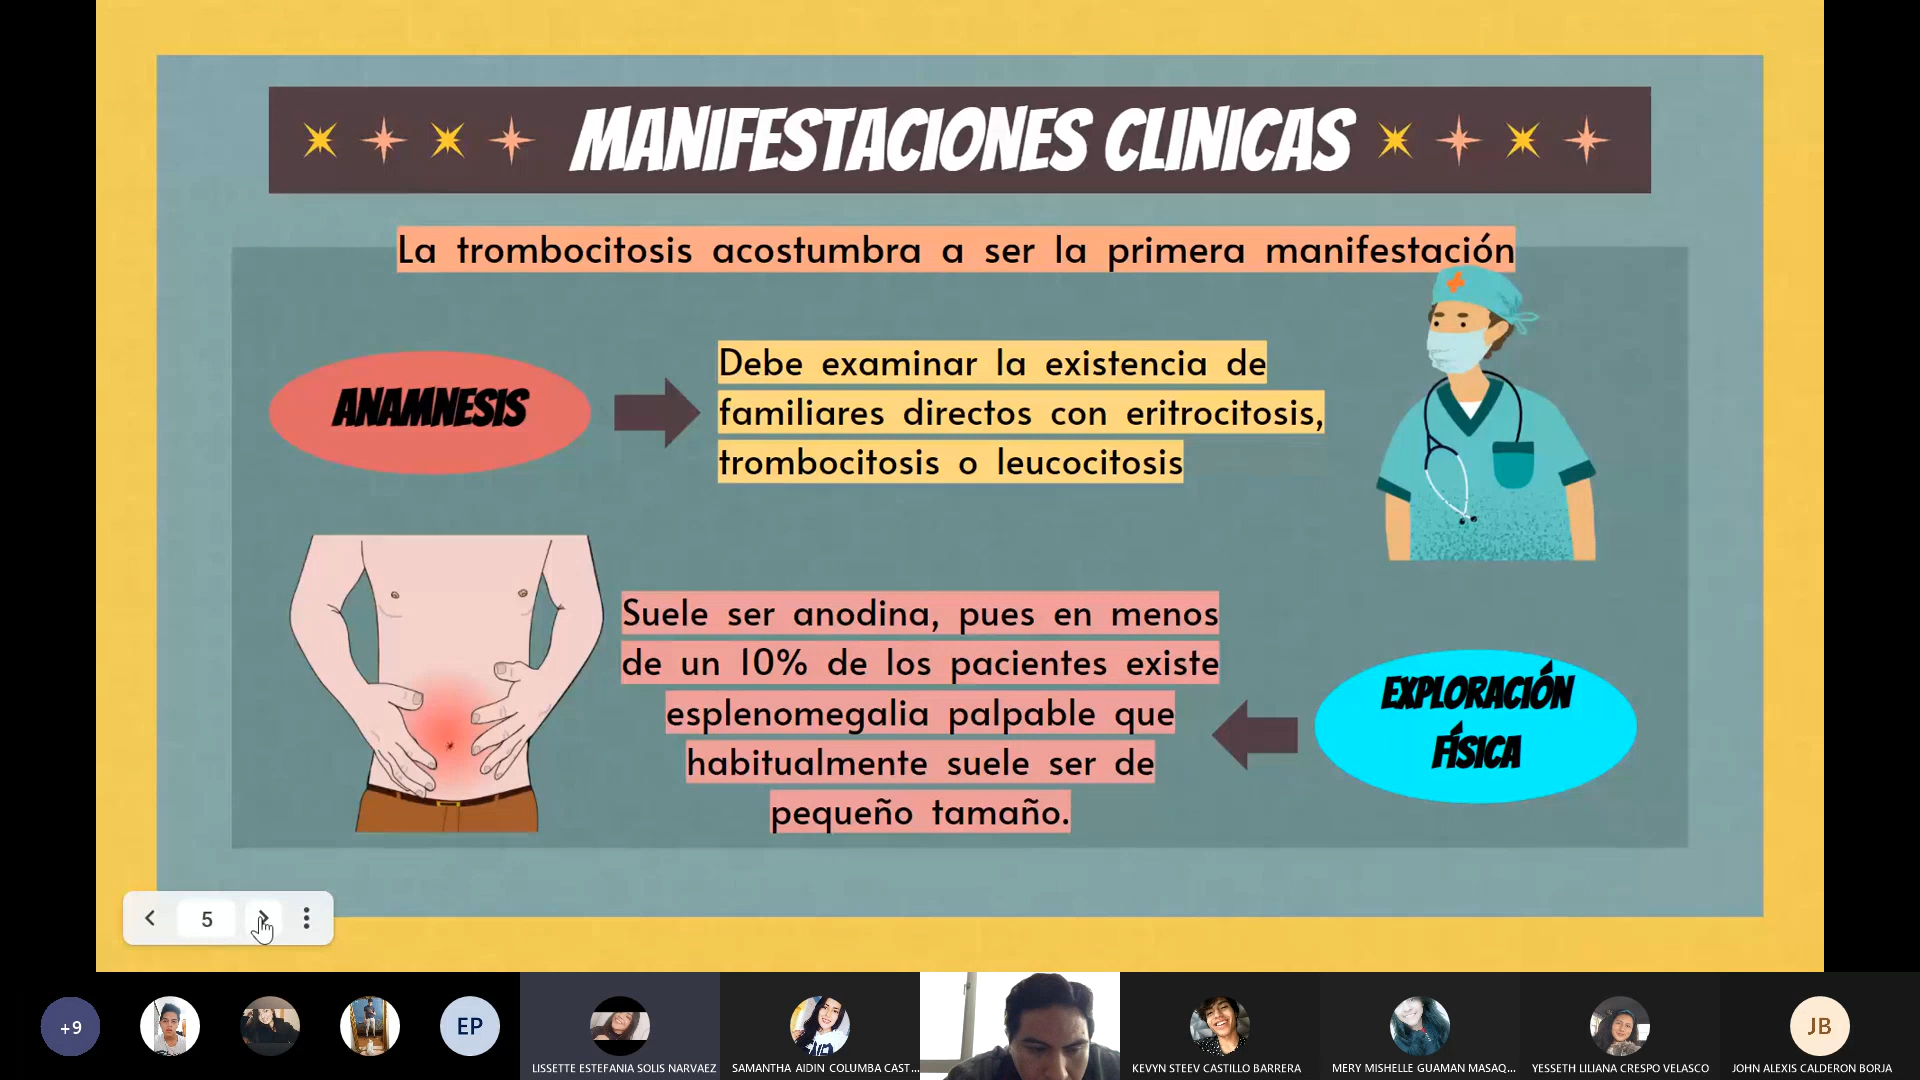 MANIFESTACIONES CLINICAS
La trombocitosis acostumbra a ser la primera manifestación
ANAMNESIS
Debe examinar la existencia de
familiares directos con eritrocitosis,
trombocitosis o leucocitosis
Suele ser anodina, pues en menos
de un 10% de los pacientes existe
esplenomegalia palpable que
habitualmente suele ser de
pequeño tamaño.
EXPLORACIÓN
FÍSICA
5
+9
EP
LISSETTE ESTEFANIA SOLIS NARVAEZ
SAMANTHA AIDIN COLUMBA CAST...
KEVYN STEEV CASTILLO BARRERA
MERY MISHELLE GUAMAN MASAQ...
YESSETH LILIANA CRESPO VELASCO
JB
JOHN ALEXIS CALDERON BORJA